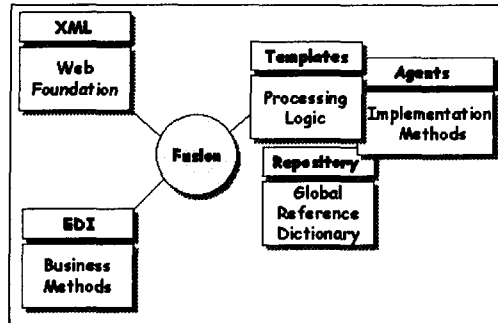 XML
Web
Foundation
Templates
Processing
Logic
Agents
Implementation
Methods
Fusion
Repository
Global
Reference
Dictionary
EDI
Business
Methods